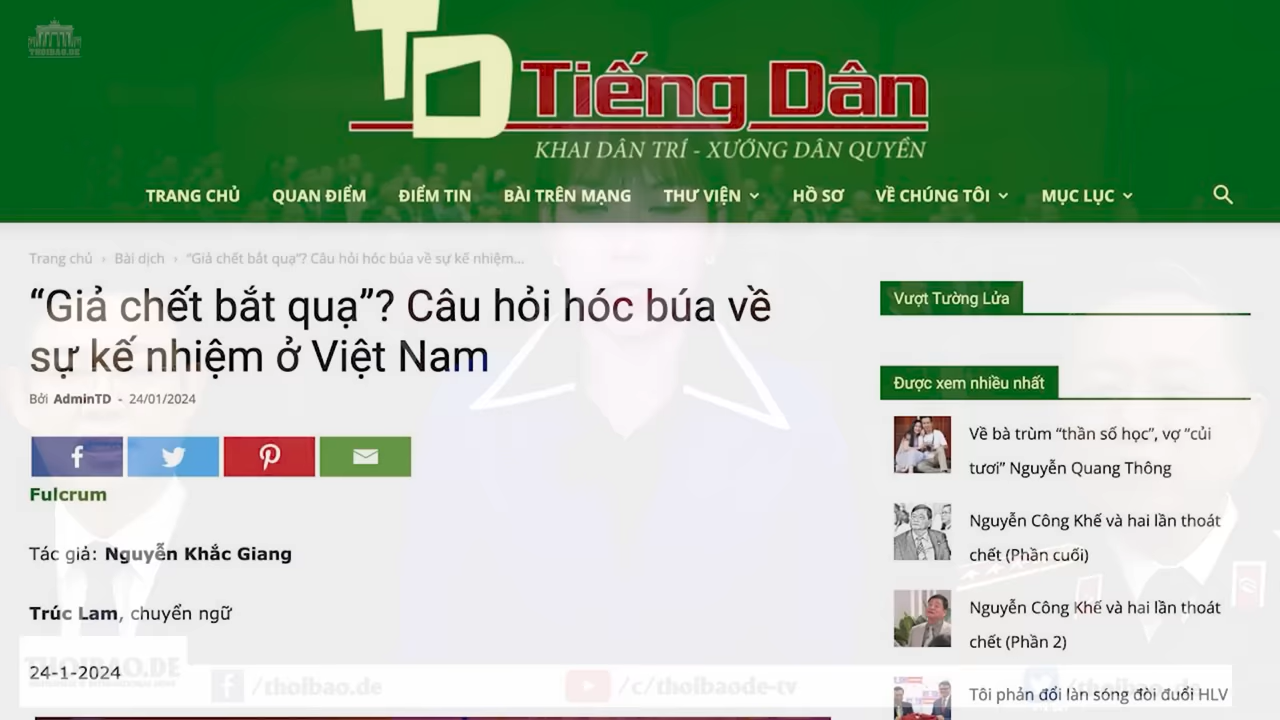 THOIBAO.DE
TD Tiếng Dân
KHAI DÂN TRÍ - XƯỚNG DÂN QUYỀN
TRANG CHỦ QUAN ĐIỂM ĐIỂM TIN BÀI TRÊN MẠNG THƯ VIỆN HỒ SƠ VỀ CHÚNG TÔI MỤC LỤC
Trang chủ › Bài dịch › “Giả chết bắt quạ”? Câu hỏi hóc búa về sự kế nhiệm...
“Giả chết bắt quạ”? Câu hỏi hóc búa về
sự kế nhiệm ở Việt Nam
Bởi AdminTD - 24/01/2024
Fulcrum
Tác giả: Nguyễn Khắc Giang
Trúc Lam, chuyển ngữ
24-1-2024
Vượt Tường Lửa
Được xem nhiều nhất
Về bà trùm “thần số học”, vợ “củi
tươi” Nguyễn Quang Thông
Nguyễn Công Khế và hai lần thoát
chết (Phần cuối)
Nguyễn Công Khế và hai lần thoát
chết (Phần 2)
Tôi phản đối làn sóng đòi đuổi HLV
THOIBAO.DE
/thoibao.de
/c/thoibaode-tv